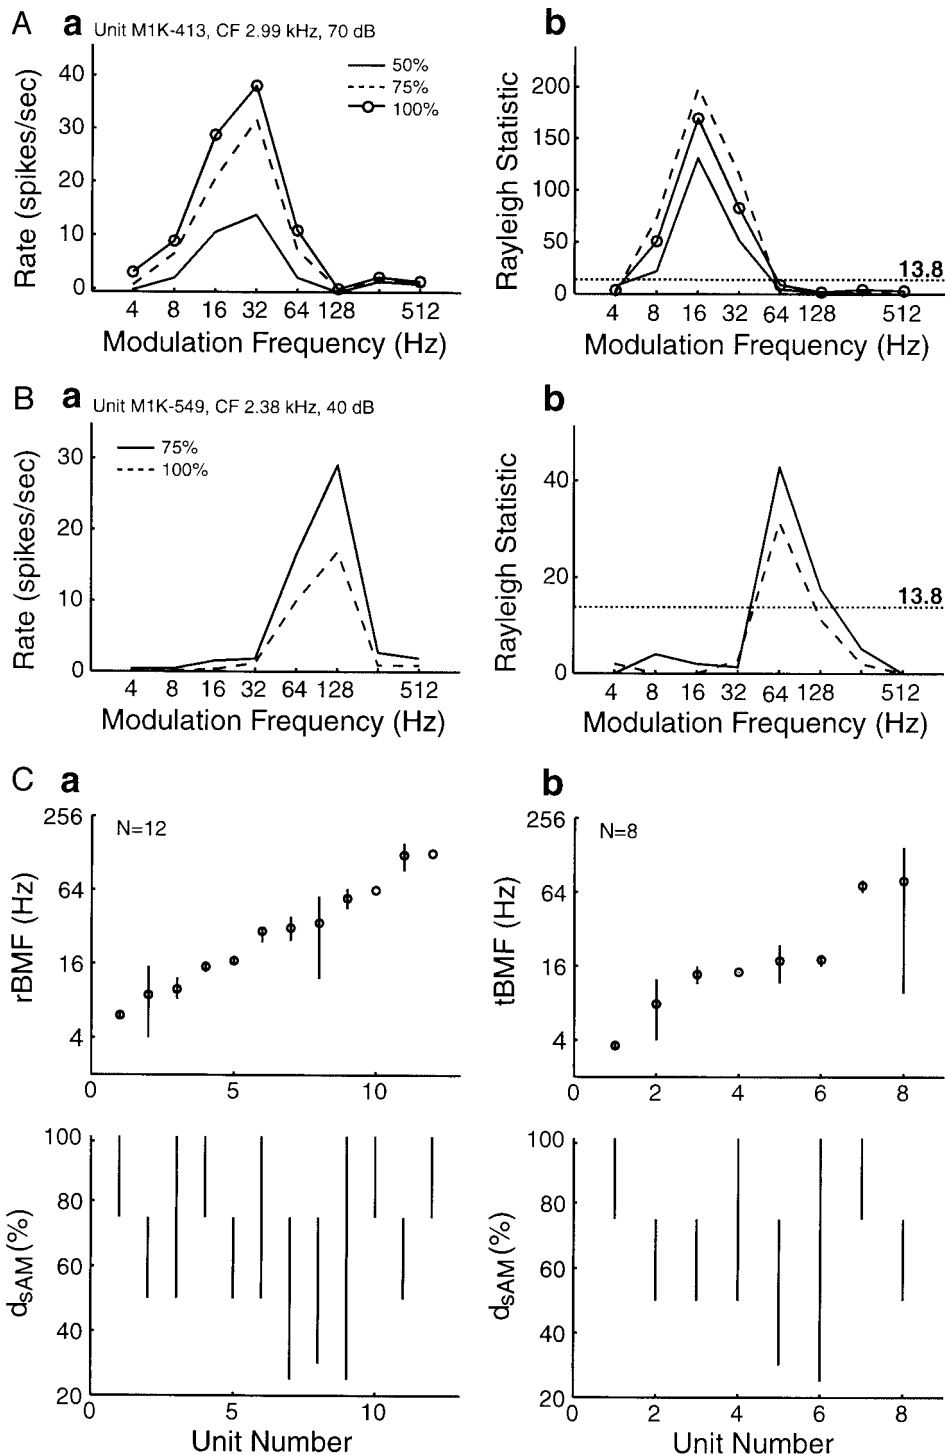 A a Unit M1K-413, CF 2.99 kHz, 70 dB
Rate (spikes/sec)
40
30
20
10
0
50%
75%
100%
4 8 16 32 64 128 512
Modulation Frequency (Hz)
b
Rayleigh Statistic
200
150
100
50
0
13.8
4 8 16 32 64 128 512
Modulation Frequency (Hz)
B a Unit M1K-549, CF 2.38 kHz, 40 dB
Rate (spikes/sec)
30
20
10
0
75%
100%
4 8 16 32 64 128 512
Modulation Frequency (Hz)
b
Rayleigh Statistic
40
20
0
13.8
4 8 16 32 64 128 512
Modulation Frequency (Hz)
C a
rBMF (Hz)
256
64
16
4
N=12
0 5 10
b
tBMF (Hz)
256
64
16
4
N=8
0 2 4 6 8
dsAM (%)
100
80
60
40
20
0 5 10
Unit Number
dsAM (%)
100
80
60
40
20
0 2 4 6 8
Unit Number